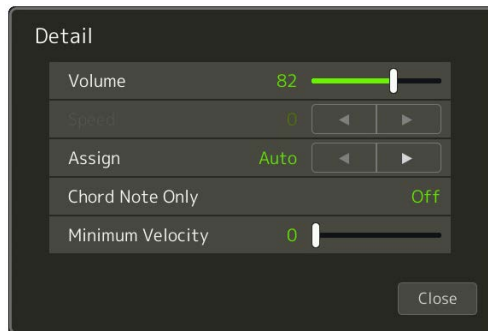 Detail
Volume 82
Speed 0
Assign Auto
Chord Note Only Off
Minimum Velocity 0
Close